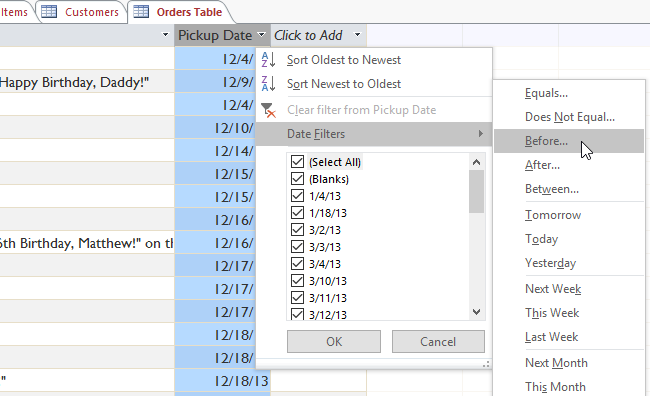 Items Customers Orders Table
Pickup Date Click to Add
12/4/
Happy Birthday, Daddy!" 12/9/
12/4/
12/10/
12/14/
12/15/
12/16/
6th Birthday, Matthew!" on th 12/16/
12/17/
12/17/
12/17/
12/18/
12/18/
" 12/18/13
Sort Oldest to Newest
Sort Newest to Oldest
Clear filter from Pickup Date
Date Filters
(Select All)
(Blanks)
1/4/13
1/18/13
3/2/13
3/3/13
3/4/13
3/10/13
3/11/13
3/12/13
OK Cancel
Equals...
Does Not Equal...
Before...
After...
Between...
Tomorrow
Today
Yesterday
Next Week
This Week
Last Week
Next Month
This Month